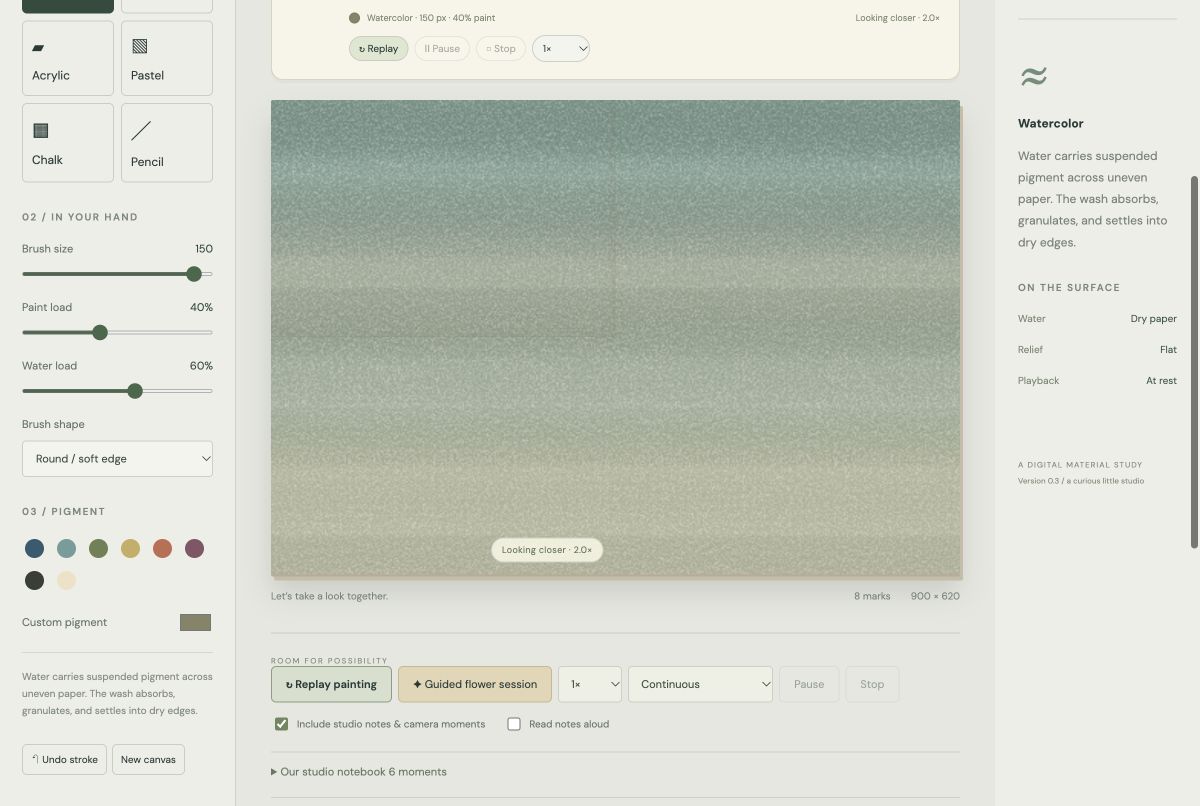 Acrylic
Pastel
Chalk
Pencil
02 / IN YOUR HAND
Brush size 150
Paint load 40%
Water load 60%
Brush shape
Round / soft edge
03 / PIGMENT
Custom pigment
Water carries suspended pigment across
uneven paper. The wash absorbs,
granulates, and settles into dry edges.
Undo stroke
New canvas
Watercolor · 150 px · 40% paint
Looking closer · 2.0×
Replay
Pause
Stop
1×
Looking closer · 2.0×
Let's take a look together.
8 marks 900 × 620
ROOM FOR POSSIBILITY
Replay painting
Guided flower session
1×
Continuous
Pause
Stop
Include studio notes & camera moments
Read notes aloud
Our studio notebook 6 moments
Watercolor
Water carries suspended
pigment across uneven
paper. The wash absorbs,
granulates, and settles into
dry edges.
ON THE SURFACE
Water Dry paper
Relief Flat
Playback At rest
A DIGITAL MATERIAL STUDY
Version 0.3 / a curious little studio